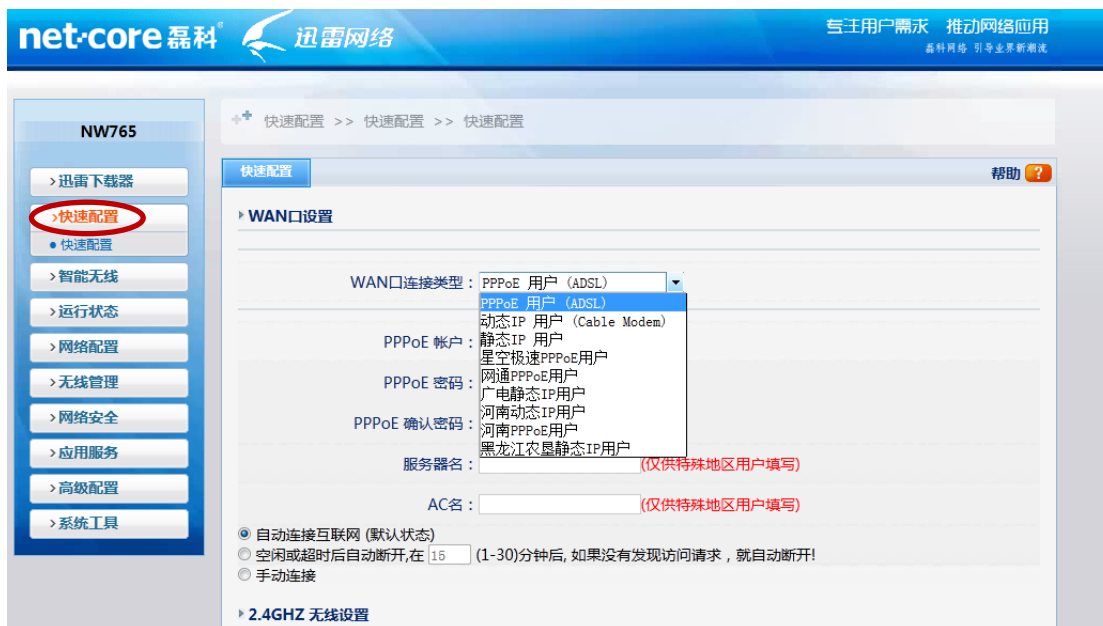 net·core 磊科® 迅雷网络
专注用户需求 推动网络应用
磊科网络 引导业界新潮流
NW765
快速配置 >> 快速配置 >> 快速配置
快速配置
帮助 ?
>迅雷下载器
>快速配置
快速配置
>智能无线
>运行状态
>网络配置
>无线管理
>网络安全
>应用服务
>高级配置
>系统工具
WAN口设置
WAN口连接类型: PPPoE 用户 (ADSL)
PPPoE 用户 (ADSL)
动态IP 用户 (Cable Modem)
静态IP 用户
星空极速PPPoE用户
网通PPPoE用户
广电静态IP用户
河南动态IP用户
河南PPPoE用户
黑龙江农垦静态IP用户
PPPoE 帐户:
PPPoE 密码:
PPPoE 确认密码:
服务器名: (仅供特殊地区用户填写)
AC名: (仅供特殊地区用户填写)
自动连接互联网 (默认状态)
空闲或超时后自动断开,在 15 (1-30)分钟后, 如果没有发现访问请求，就自动断开!
手动连接
2.4GHZ 无线设置